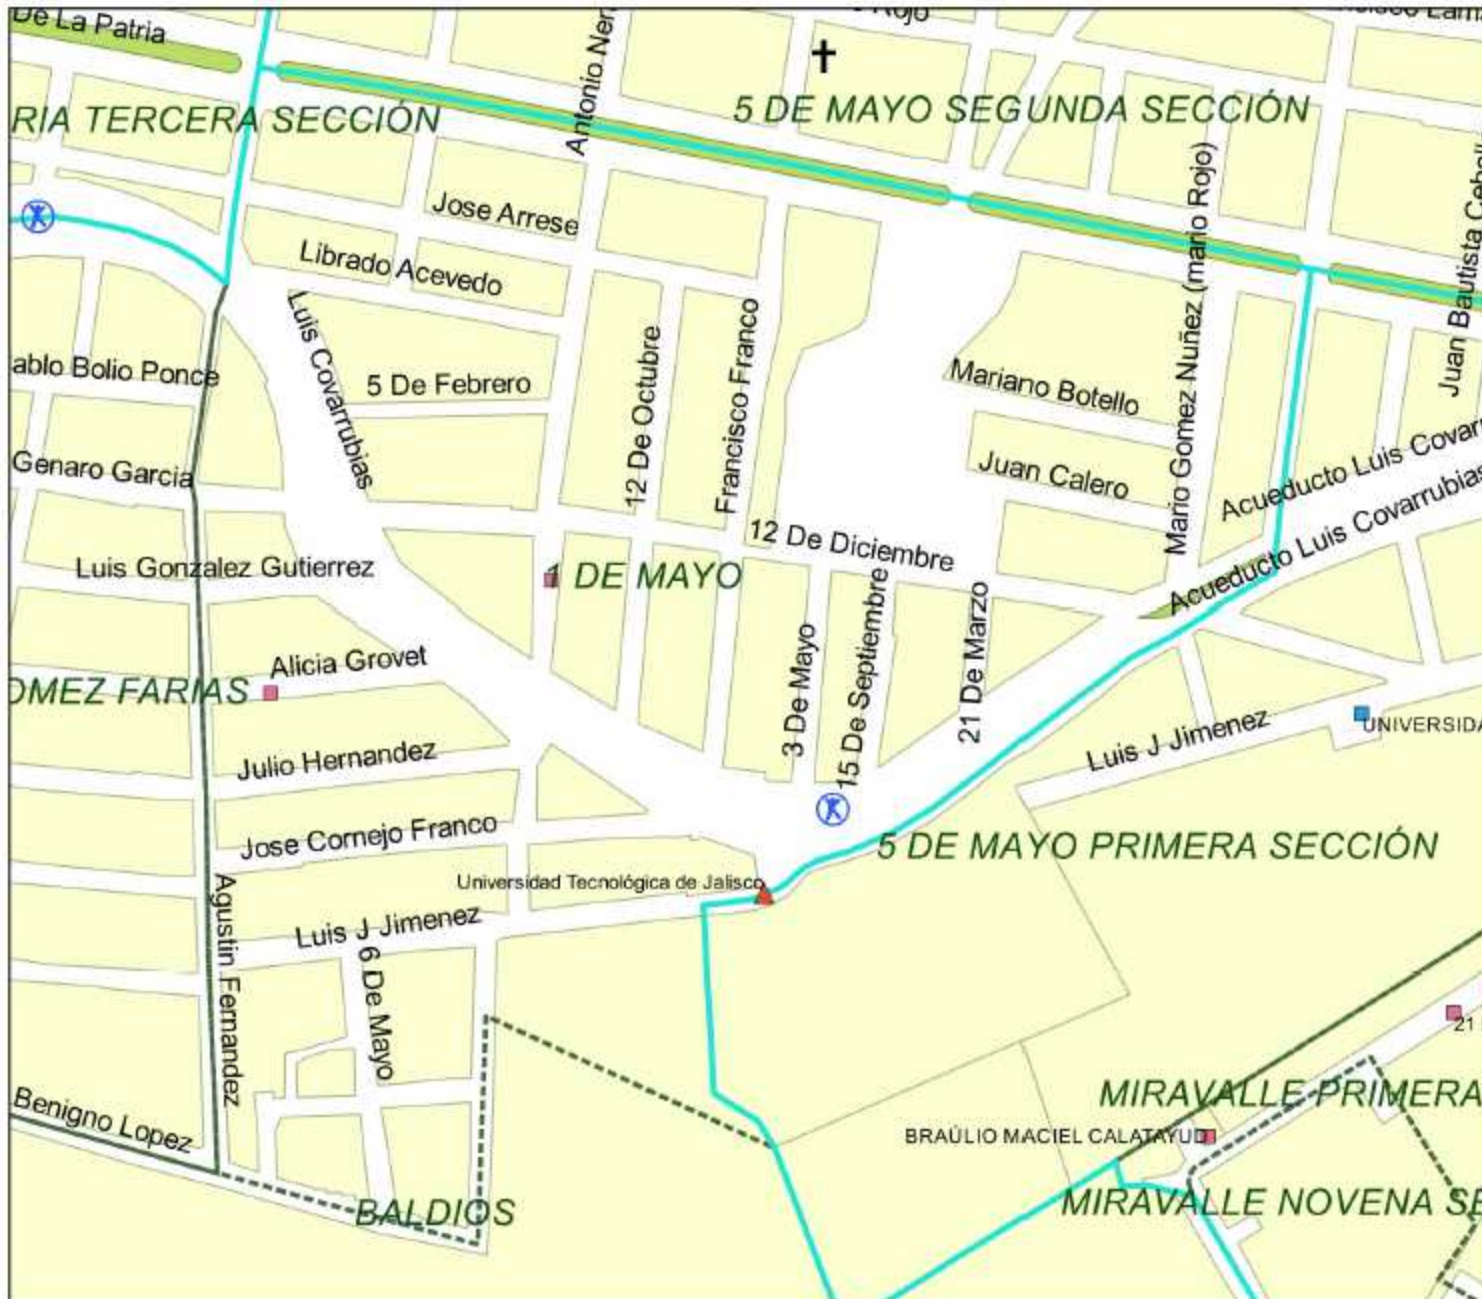 De La Patria
Rojo
Antonio
RIA TERCERA SECCIÓN
5 DE MAYO SEGUNDA SECCIÓN
Jose Arrese
Librado Acevedo
Luis Covarrubias
ablo Bolio Ponce
5 De Febrero
12 De Octubre
Francisco Franco
Mariano Botello
Mario Gomez Nuñez (mario Rojo)
Juan Bautista
Genaro Garcia
Juan Calero
Acueducto Luis Covarr
Acueducto Luis Covarrubias
12 De Diciembre
Luis Gonzalez Gutierrez
1 DE MAYO
3 De Mayo
15 De Septiembre
21 De Marzo
Alicia Grovet
OMEZ FARIAS
Luis J Jimenez
UNIVERSIDA
Julio Hernandez
Jose Cornejo Franco
5 DE MAYO PRIMERA SECCIÓN
Universidad Tecnológica de Jalisco
Luis J Jimenez
Agustin Fernandez
6 De Mayo
21
Benigno Lopez
MIRAVALLE PRIMERA
BRAÚLIO MACIEL CALATAYUD
BALDIOS
MIRAVALLE NOVENA SE